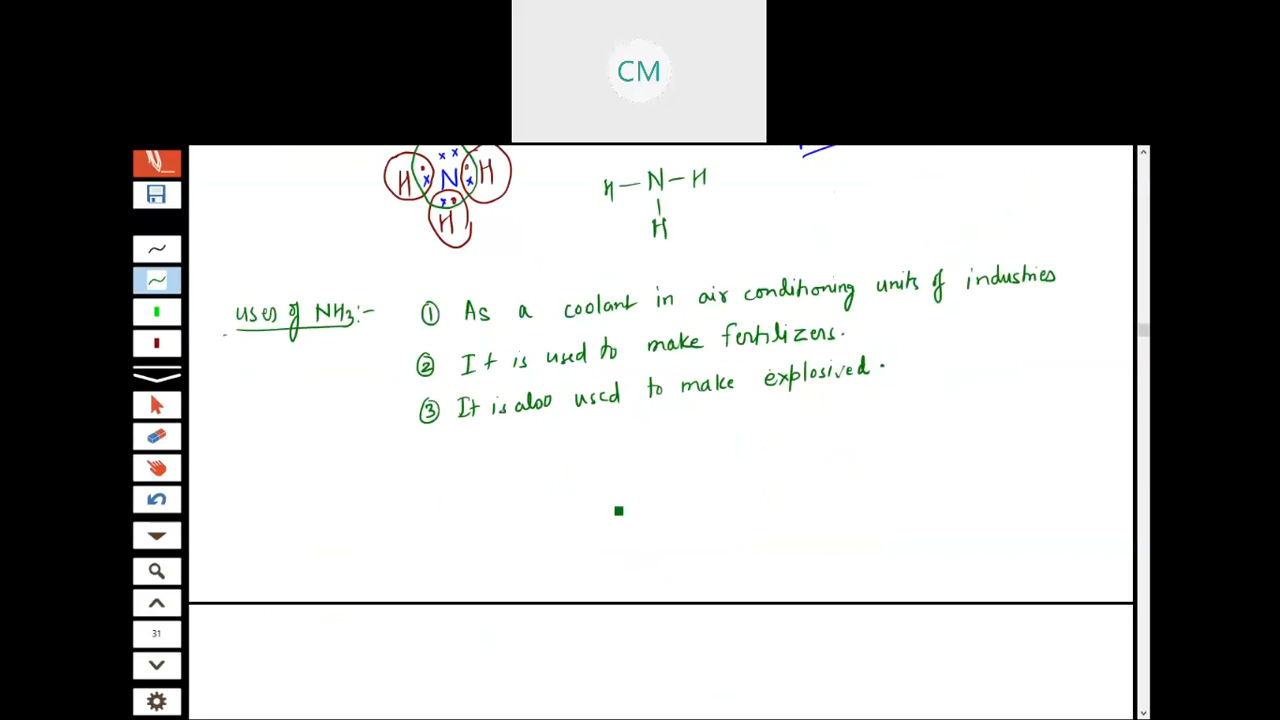 CM
H N H
H
H — N — H
|
H
uses of NH3:-
① As a coolant in air conditioning units of industries
② It is used to make fertilizers.
③ It is also used to make explosived.
31